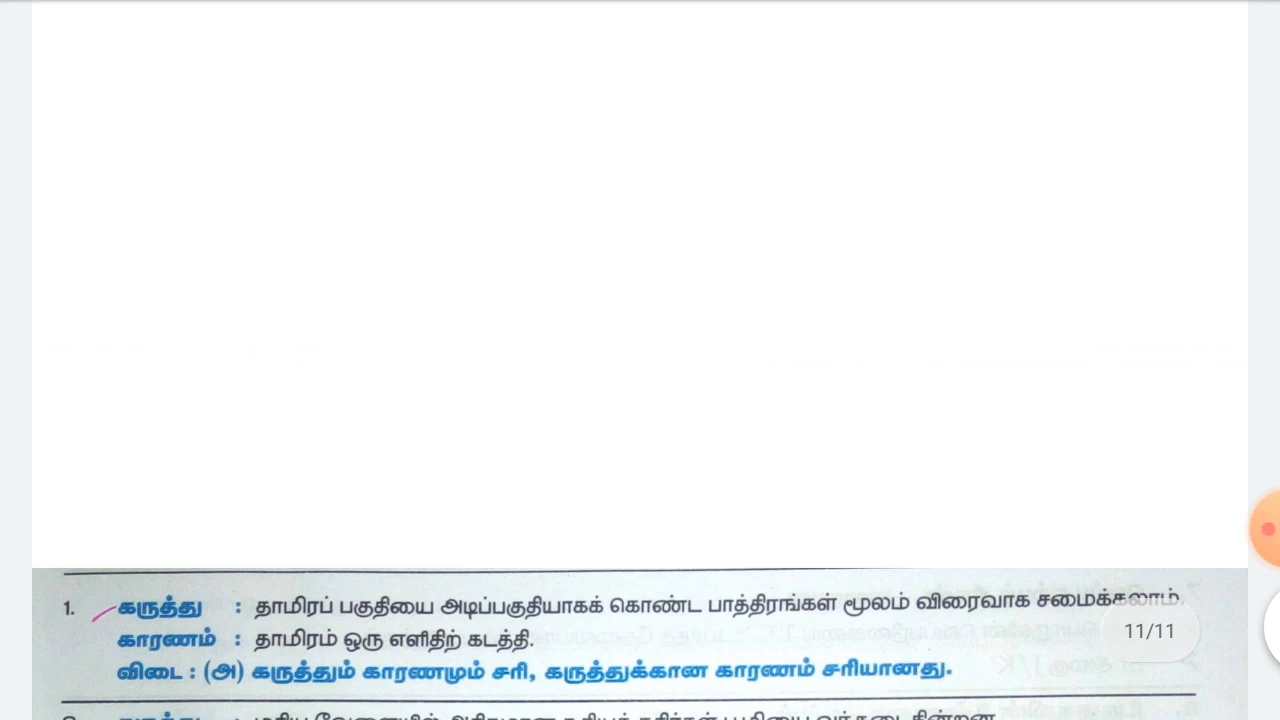 1. கருத்து : தாமிரப் பகுதியை அடிப்பகுதியாகக் கொண்ட பாத்திரங்கள் மூலம் விரைவாக சமைக்கலாம்.
காரணம் : தாமிரம் ஒரு எளிதிற் கடத்தி.
11/11
விடை : (அ) கருத்தும் காரணமும் சரி, கருத்துக்கான காரணம் சரியானது.